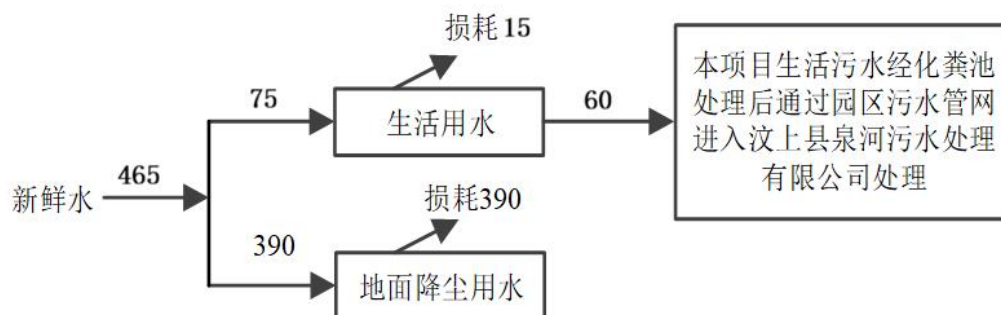 损耗15
75
生活用水
60
本项目生活污水经化粪池
处理后通过园区污水管网
进入汶上县泉河污水处理
有限公司处理
新鲜水
465
损耗390
390
地面降尘用水